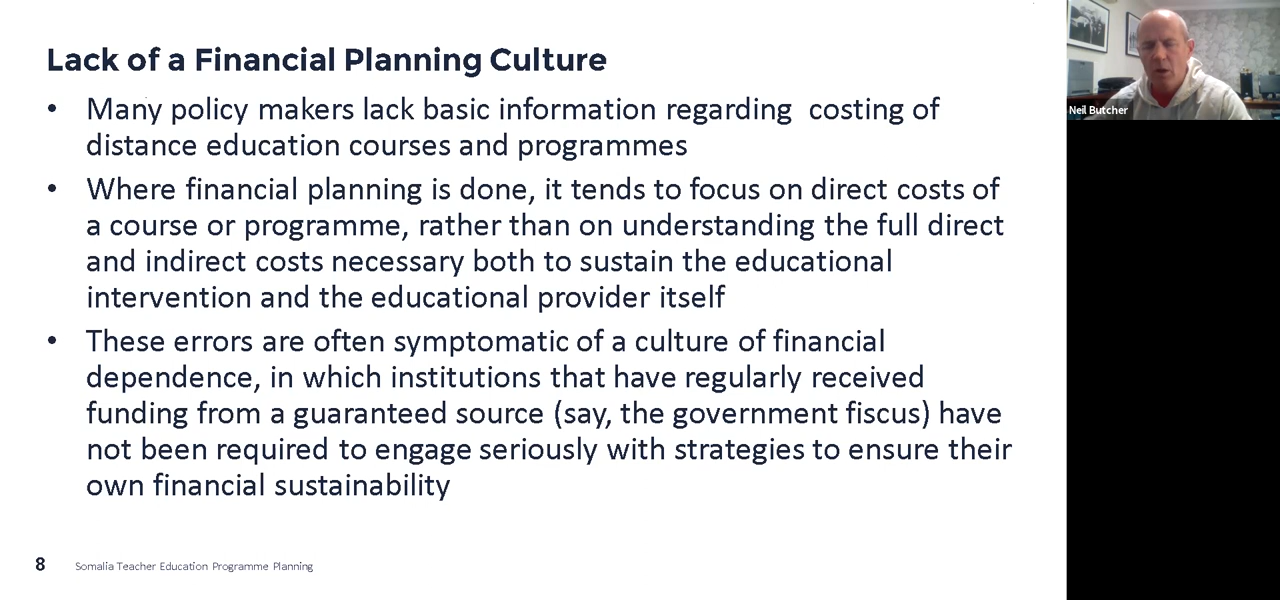 Lack of a Financial Planning Culture
• Many policy makers lack basic information regarding  costing of
distance education courses and programmes
• Where financial planning is done, it tends to focus on direct costs of
a course or programme, rather than on understanding the full direct
and indirect costs necessary both to sustain the educational
intervention and the educational provider itself
• These errors are often symptomatic of a culture of financial
dependence, in which institutions that have regularly received
funding from a guaranteed source (say, the government fiscus) have
not been required to engage seriously with strategies to ensure their
own financial sustainability
8 Somalia Teacher Education Programme Planning
Neil Butcher